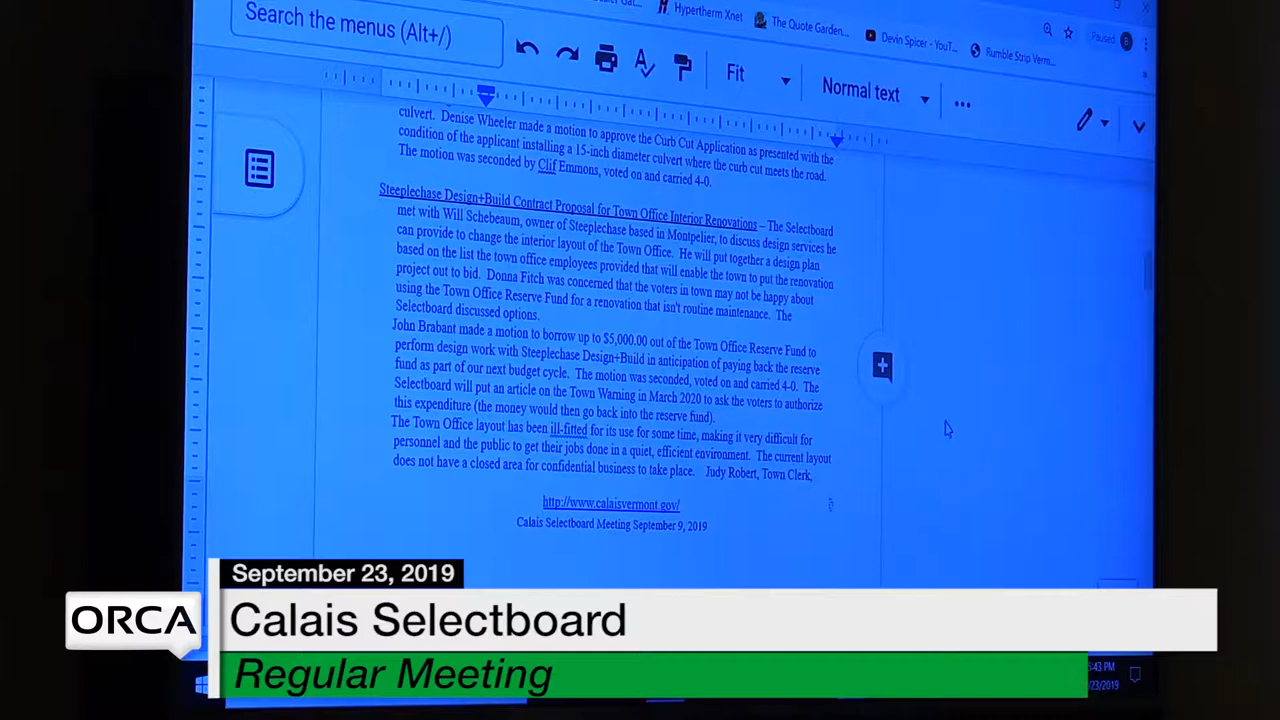 Hypertherm Xnet
The Quote Garden...
Devin Spicer - YouT...
Rumble Strip Verm...
Paused
Search the menus (Alt+/)
Fit
Normal text
culvert. Denise Wheeler made a motion to approve the Curb Cut Application as presented with the
condition of the applicant installing a 15-inch diameter culvert where the curb cut meets the road.
The motion was seconded by Clif Emmons, voted on and carried 4-0.
Steeplechase Design+Build Contract Proposal for Town Office Interior Renovations – The Selectboard
met with Will Schebeaum, owner of Steeplechase based in Montpelier, to discuss design services he
can provide to change the interior layout of the Town Office. He will put together a design plan
based on the list the town office employees provided that will enable the town to put the renovation
project out to bid. Donna Fitch was concerned that the voters in town may not be happy about
using the Town Office Reserve Fund for a renovation that isn't routine maintenance. The
Selectboard discussed options.
John Brabant made a motion to borrow up to $5,000.00 out of the Town Office Reserve Fund to
perform design work with Steeplechase Design+Build in anticipation of paying back the reserve
fund as part of our next budget cycle. The motion was seconded, voted on and carried 4-0. The
Selectboard will put an article on the Town Warning in March 2020 to ask the voters to authorize
this expenditure (the money would then go back into the reserve fund).
The Town Office layout has been ill-fitted for its use for some time, making it very difficult for
personnel and the public to get their jobs done in a quiet, efficient environment. The current layout
does not have a closed area for confidential business to take place. Judy Robert, Town Clerk,
http://www.calaisvermont.gov/
Calais Selectboard Meeting September 9, 2019
September 23, 2019
ORCA
Calais Selectboard
Regular Meeting
5:43 PM
/23/2019